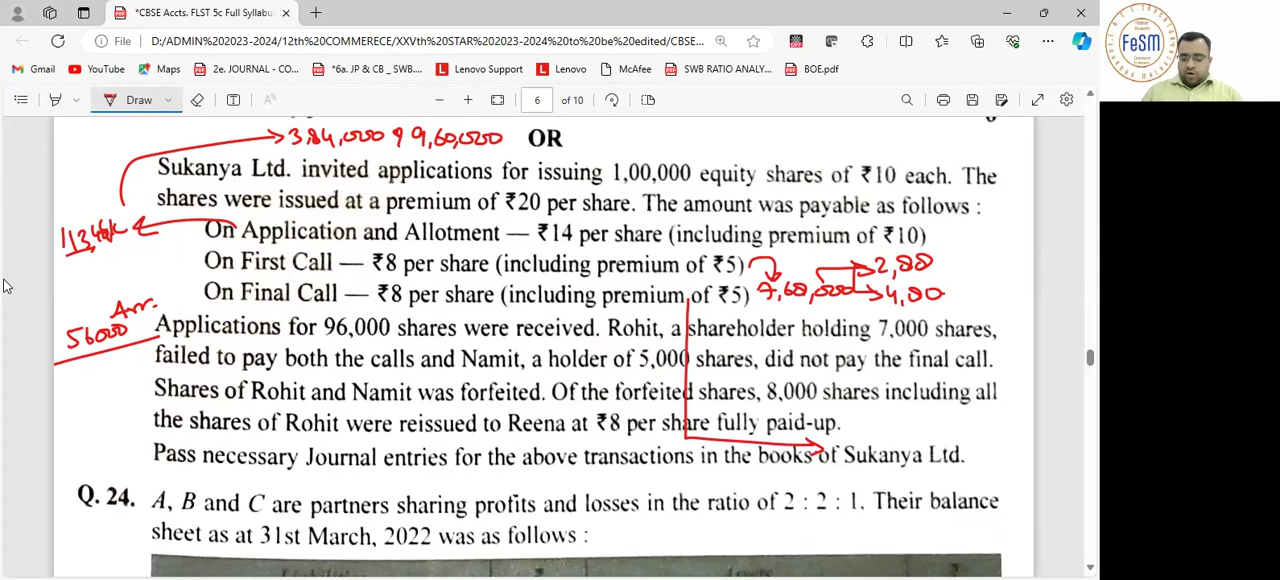 *CBSE Accts. FLST 5c Full Syllabu
File D:/ADMIN%202023-2024/12th%20COMMERECE/XXVth%20STAR%202023-2024%20to%20be%20edited/CBSE...
Gmail YouTube Maps 2e. JOURNAL - CO... *6a. JP & CB _ SWB... Lenovo Support Lenovo McAfee SWB RATIO ANALY... BOE.pdf
Draw 6 of 10
FeSM
3,84,000 & 9,60,000 OR
Sukanya Ltd. invited applications for issuing 1,00,000 equity shares of ₹10 each. The
shares were issued at a premium of ₹20 per share. The amount was payable as follows :
On Application and Allotment — ₹14 per share (including premium of ₹10)
On First Call — ₹8 per share (including premium of ₹5) 2,88
On Final Call — ₹8 per share (including premium of ₹5) 7,68,000 4,80
Arr.
56000
Applications for 96,000 shares were received. Rohit, a shareholder holding 7,000 shares,
failed to pay both the calls and Namit, a holder of 5,000 shares, did not pay the final call.
Shares of Rohit and Namit was forfeited. Of the forfeited shares, 8,000 shares including all
the shares of Rohit were reissued to Reena at ₹8 per share fully paid-up.
Pass necessary Journal entries for the above transactions in the books of Sukanya Ltd.
Q. 24. A, B and C are partners sharing profits and losses in the ratio of 2 : 2 : 1. Their balance
sheet as at 31st March, 2022 was as follows :